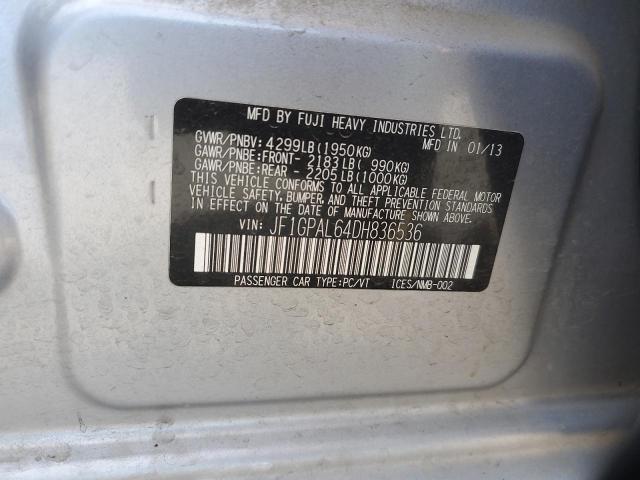 MFD BY FUJI HEAVY INDUSTRIES LTD.
MFD IN 01/13
GVWR/PNBV: 4299LB(1950KG)
GAWR/PNBE:FRONT- 2183LB( 990KG)
GAWR/PNBE:REAR - 2205LB(1000KG)
THIS VEHICLE CONFORMS TO ALL APPLICABLE FEDERAL MOTOR
VEHICLE SAFETY, BUMPER, AND THEFT PREVENTION STANDARDS
IN EFFECT ON THE DATE OF MANUFACTURE SHOWN ABOVE.
VIN: JF1GPAL64DH836536
PASSENGER CAR TYPE:PC/VT ICES/NMB-002